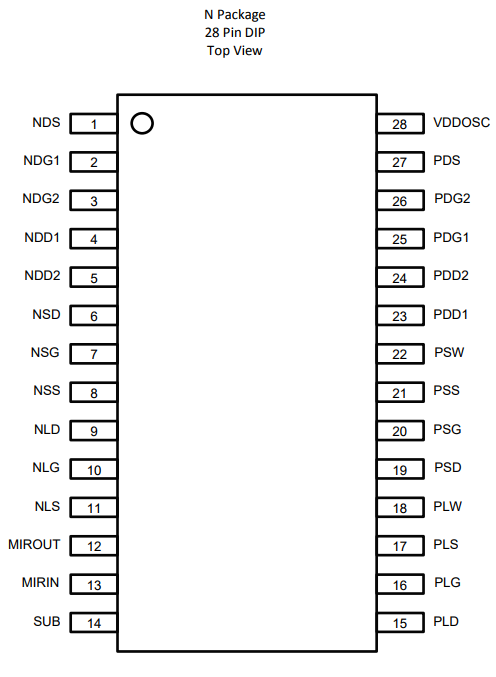 N Package
28 Pin DIP
Top View
NDS 1 28 VDDOSC
NDG1 2 27 PDS
NDG2 3 26 PDG2
NDD1 4 25 PDG1
NDD2 5 24 PDD2
NSD 6 23 PDD1
NSG 7 22 PSW
NSS 8 21 PSS
NLD 9 20 PSG
NLG 10 19 PSD
NLS 11 18 PLW
MIROUT 12 17 PLS
MIRIN 13 16 PLG
SUB 14 15 PLD